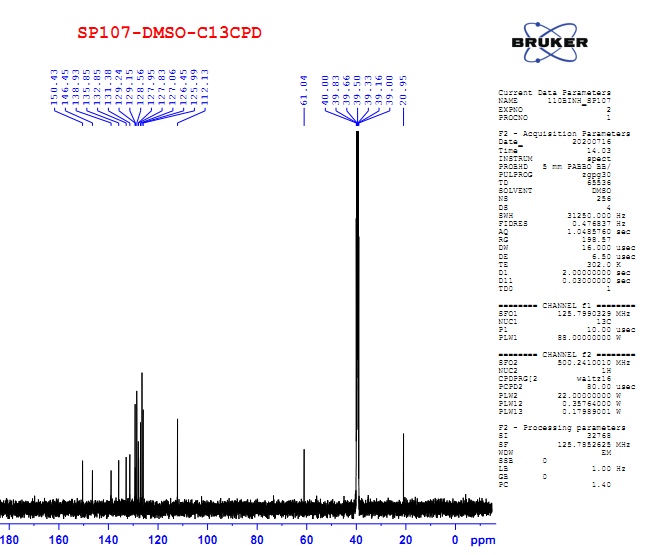 SP107-DMSO-C13CPD
150.43
146.45
138.93
135.85
132.85
131.38
129.24
129.15
128.56
127.95
127.83
127.06
126.45
125.99
112.13
61.04
40.00
39.83
39.66
39.50
39.33
39.16
39.00
20.95
BRUKER
Current Data Parameters
NAME 110BINH_SP107
EXPNO 2
PROCNO 1
F2 - Acquisition Parameters
Date_ 20200716
Time 14.03
INSTRUM spect
PROBHD 5 mm PABBO BB/
PULPROG zgpg30
TD 65536
SOLVENT DMSO
NS 256
DS 4
SWH 31250.000 Hz
FIDRES 0.476837 Hz
AQ 1.0485760 sec
RG 198.57
DW 16.000 usec
DE 6.50 usec
TE 302.0 K
D1 2.00000000 sec
D11 0.03000000 sec
TD0 1
======== CHANNEL f1 ========
SFO1 125.7990329 MHz
NUC1 13C
P1 10.00 usec
PLW1 88.00000000 W
======== CHANNEL f2 ========
SFO2 500.2410010 MHz
NUC2 1H
CPDPRG[2 waltz16
PCPD2 80.00 usec
PLW2 22.00000000 W
PLW12 0.35764000 W
PLW13 0.17989001 W
F2 - Processing parameters
SI 32768
SF 125.7852625 MHz
WDW EM
SSB 0
LB 1.00 Hz
GB 0
PC 1.40
180 160 140 120 100 80 60 40 20 0 ppm